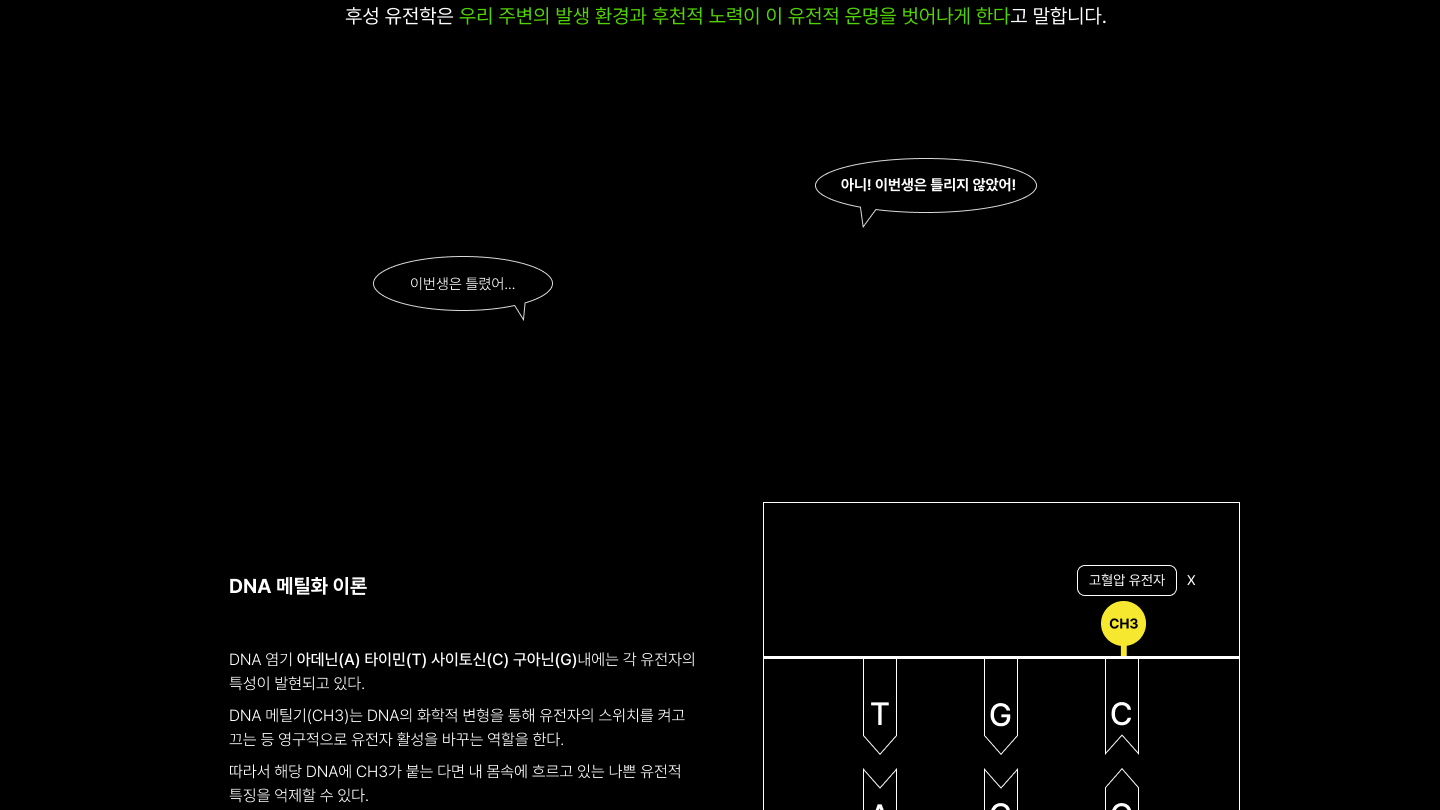 후성 유전학은 우리 주변의 발생 환경과 후천적 노력이 이 유전적 운명을 벗어나게 한다고 말합니다.
아니! 이번생은 틀리지 않았어!
이번생은 틀렸어...
DNA 메틸화 이론
DNA 염기 아데닌(A) 타이민(T) 사이토신(C) 구아닌(G)내에는 각 유전자의
특성이 발현되고 있다.
DNA 메틸기(CH3)는 DNA의 화학적 변형을 통해 유전자의 스위치를 켜고
끄는 등 영구적으로 유전자 활성을 바꾸는 역할을 한다.
따라서 해당 DNA에 CH3가 붙는 다면 내 몸속에 흐르고 있는 나쁜 유전적
특징을 억제할 수 있다.
고혈압 유전자 X
CH3
T G C